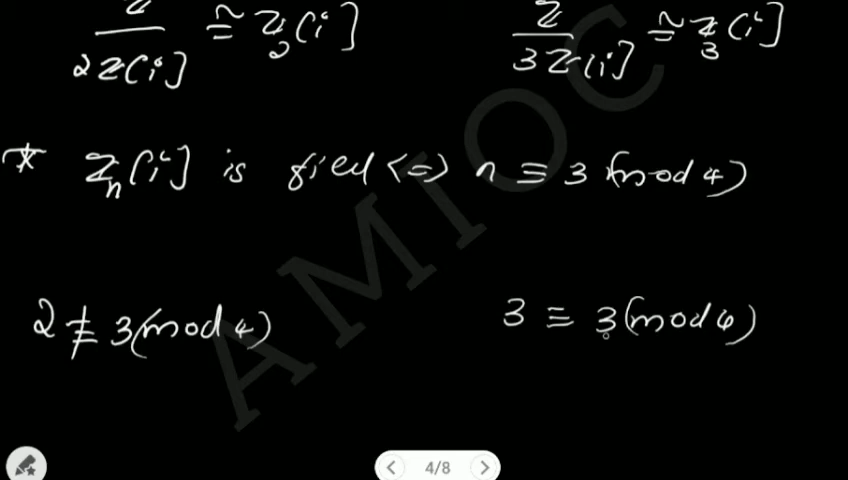 Z/2Z[i] ≅ Z₂[i]    Z/3Z[i] ≅ Z₃[i]
* Zₙ[i] is fied <=> n ≡ 3 (mod 4)
2 ≢ 3(mod 4)    3 ≡ 3(mod 4)
AMIOC
4/8